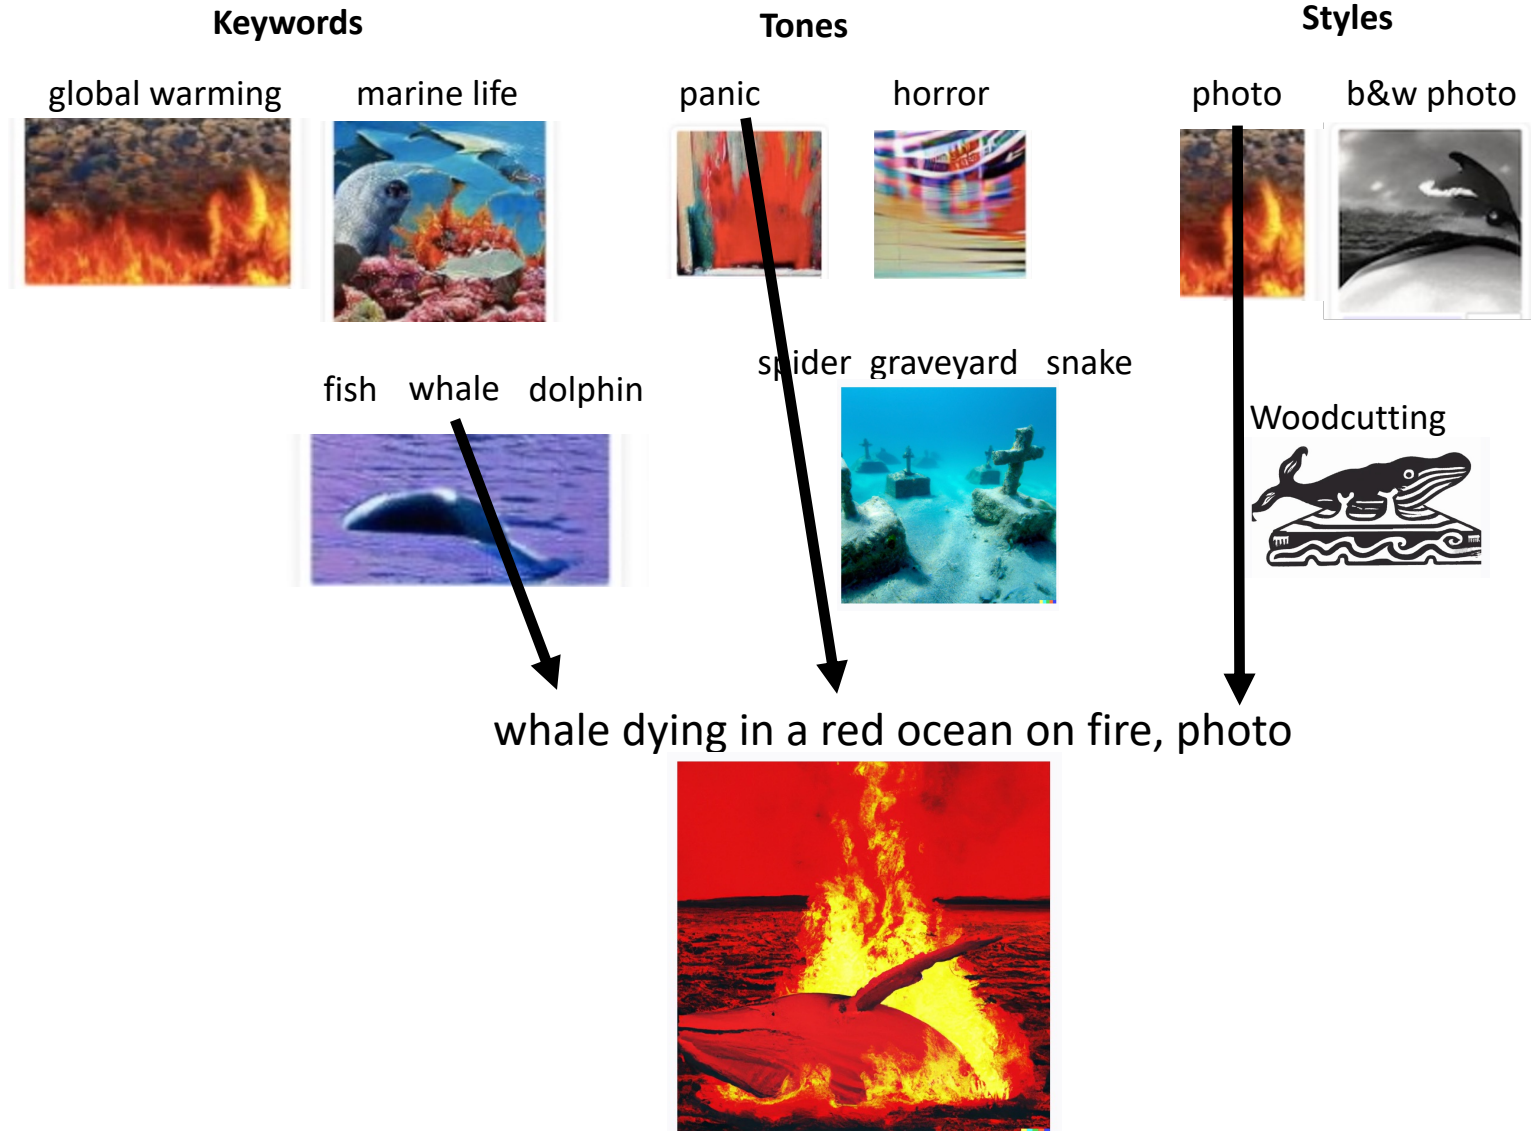 Keywords
Tones
Styles
global warming
marine life
panic
horror
photo
b&w photo
fish whale dolphin
spider graveyard snake
Woodcutting
whale dying in a red ocean on fire, photo